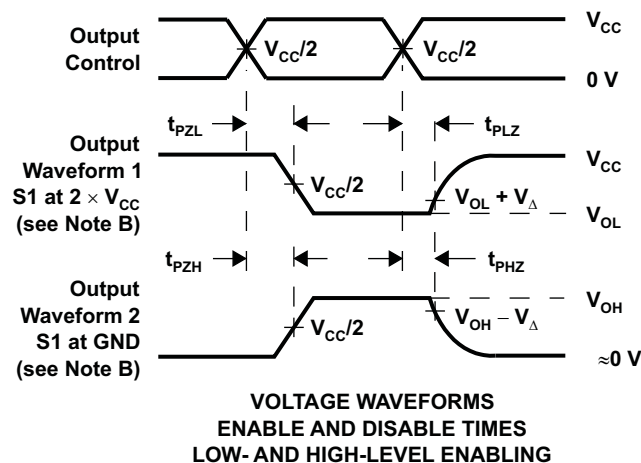 Output
Control
V_CC/2
V_CC/2
V_CC
0 V
t_PZL
t_PLZ
Output
Waveform 1
S1 at 2 × V_CC
(see Note B)
V_CC/2
V_OL + V_Δ
V_CC
V_OL
t_PZH
t_PHZ
Output
Waveform 2
S1 at GND
(see Note B)
V_CC/2
V_OH − V_Δ
V_OH
≈0 V
VOLTAGE WAVEFORMS
ENABLE AND DISABLE TIMES
LOW- AND HIGH-LEVEL ENABLING